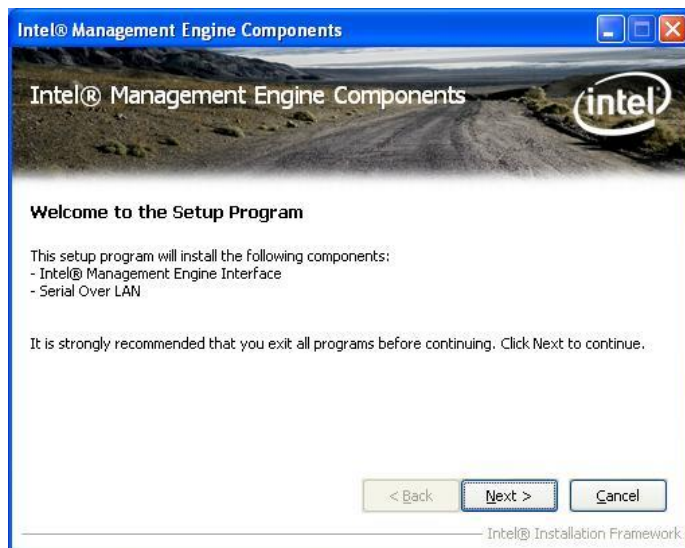 Intel® Management Engine Components
Intel® Management Engine Components
intel
Welcome to the Setup Program
This setup program will install the following components:
- Intel® Management Engine Interface
- Serial Over LAN
It is strongly recommended that you exit all programs before continuing. Click Next to continue.
< Back
Next >
Cancel
Intel® Installation Framework